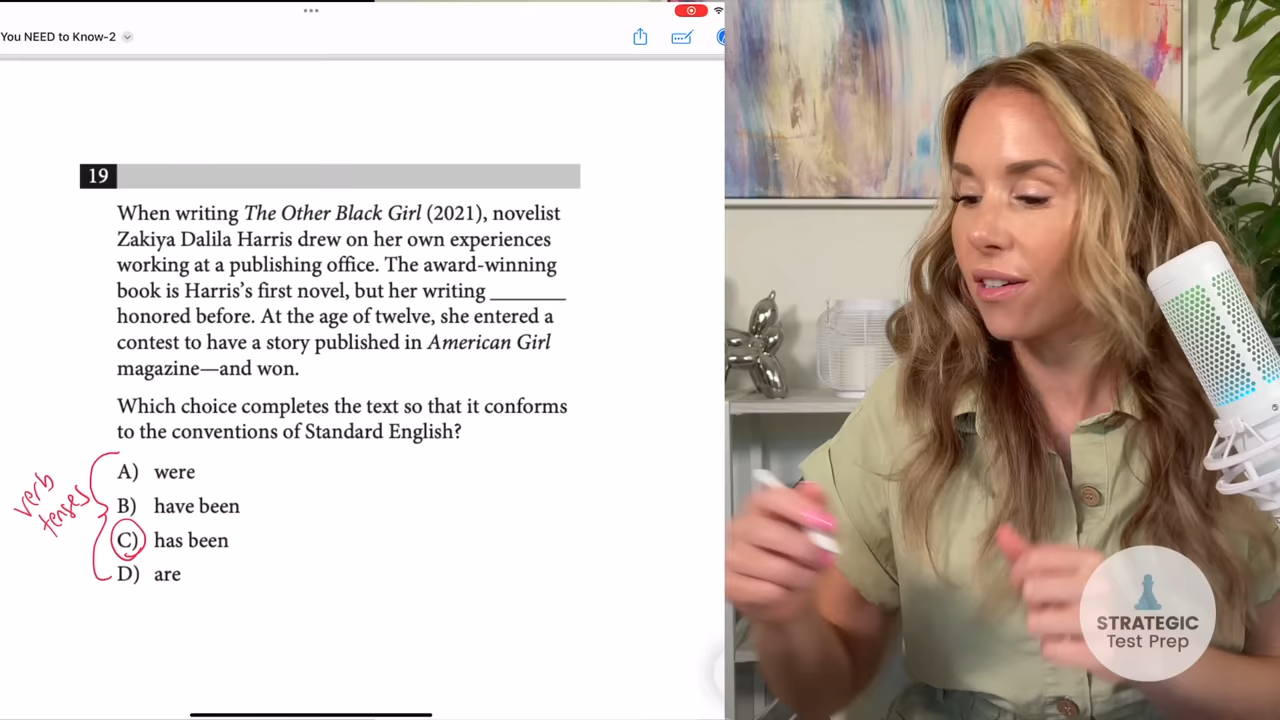 You NEED to Know-2
19
When writing The Other Black Girl (2021), novelist
Zakiya Dalila Harris drew on her own experiences
working at a publishing office. The award-winning
book is Harris's first novel, but her writing _______
honored before. At the age of twelve, she entered a
contest to have a story published in American Girl
magazine—and won.
Which choice completes the text so that it conforms
to the conventions of Standard English?
A) were
B) have been
C) has been
D) are
verb
tenses
STRATEGIC
Test Prep